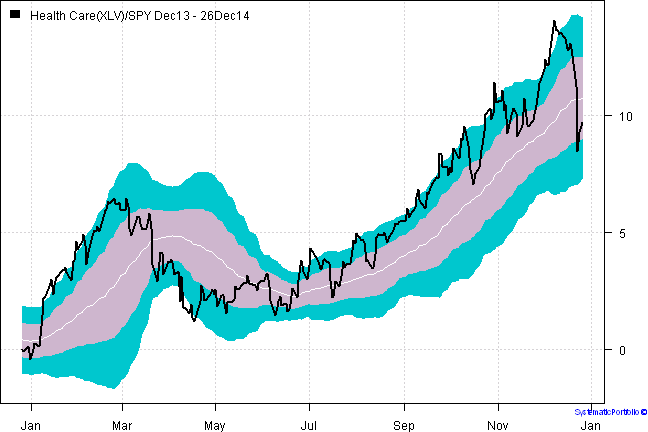 Health Care(XLV)/SPY Dec13 - 26Dec14
10
5
0
Jan Mar May Jul Sep Nov Jan
SystematicPortfolio ©